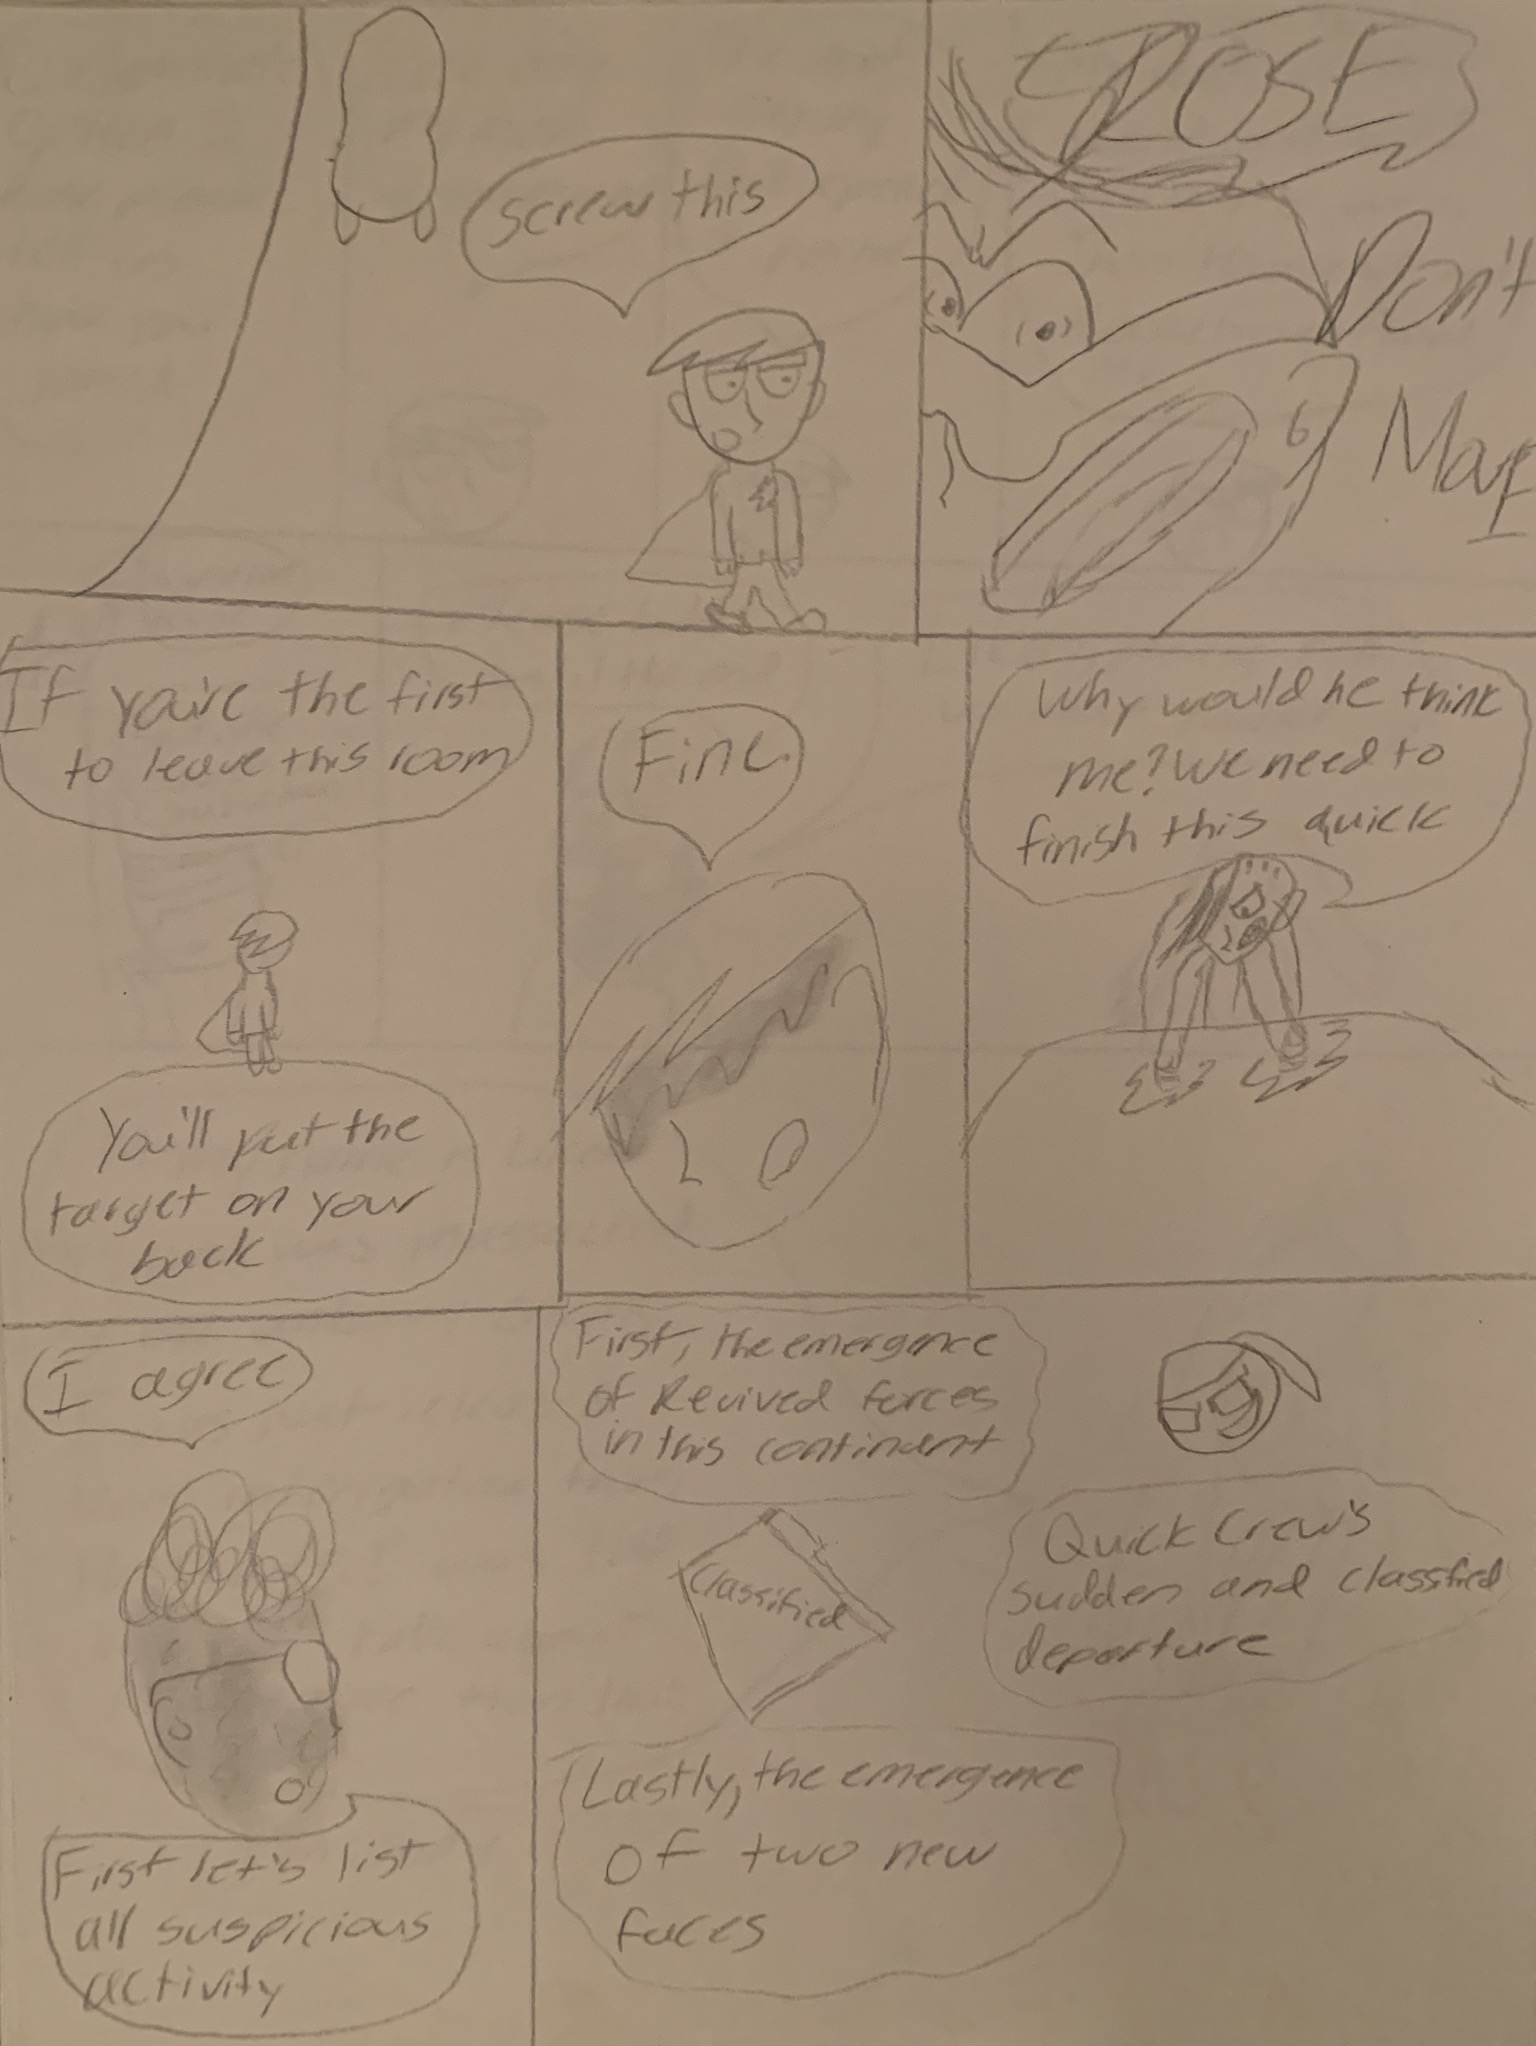 screw this
ROSE
Don't
Move
If you're the first
to leave this room
You'll put the
target on your
back
Fine.
Why would he think
me? We need to
finish this quick
I agree
First let's list
all suspicious
activity
First, the emergence
of Revived forces
in this continent
Classified
Quick Crew's
sudden and classified
departure
Lastly, the emergence
of two new
faces